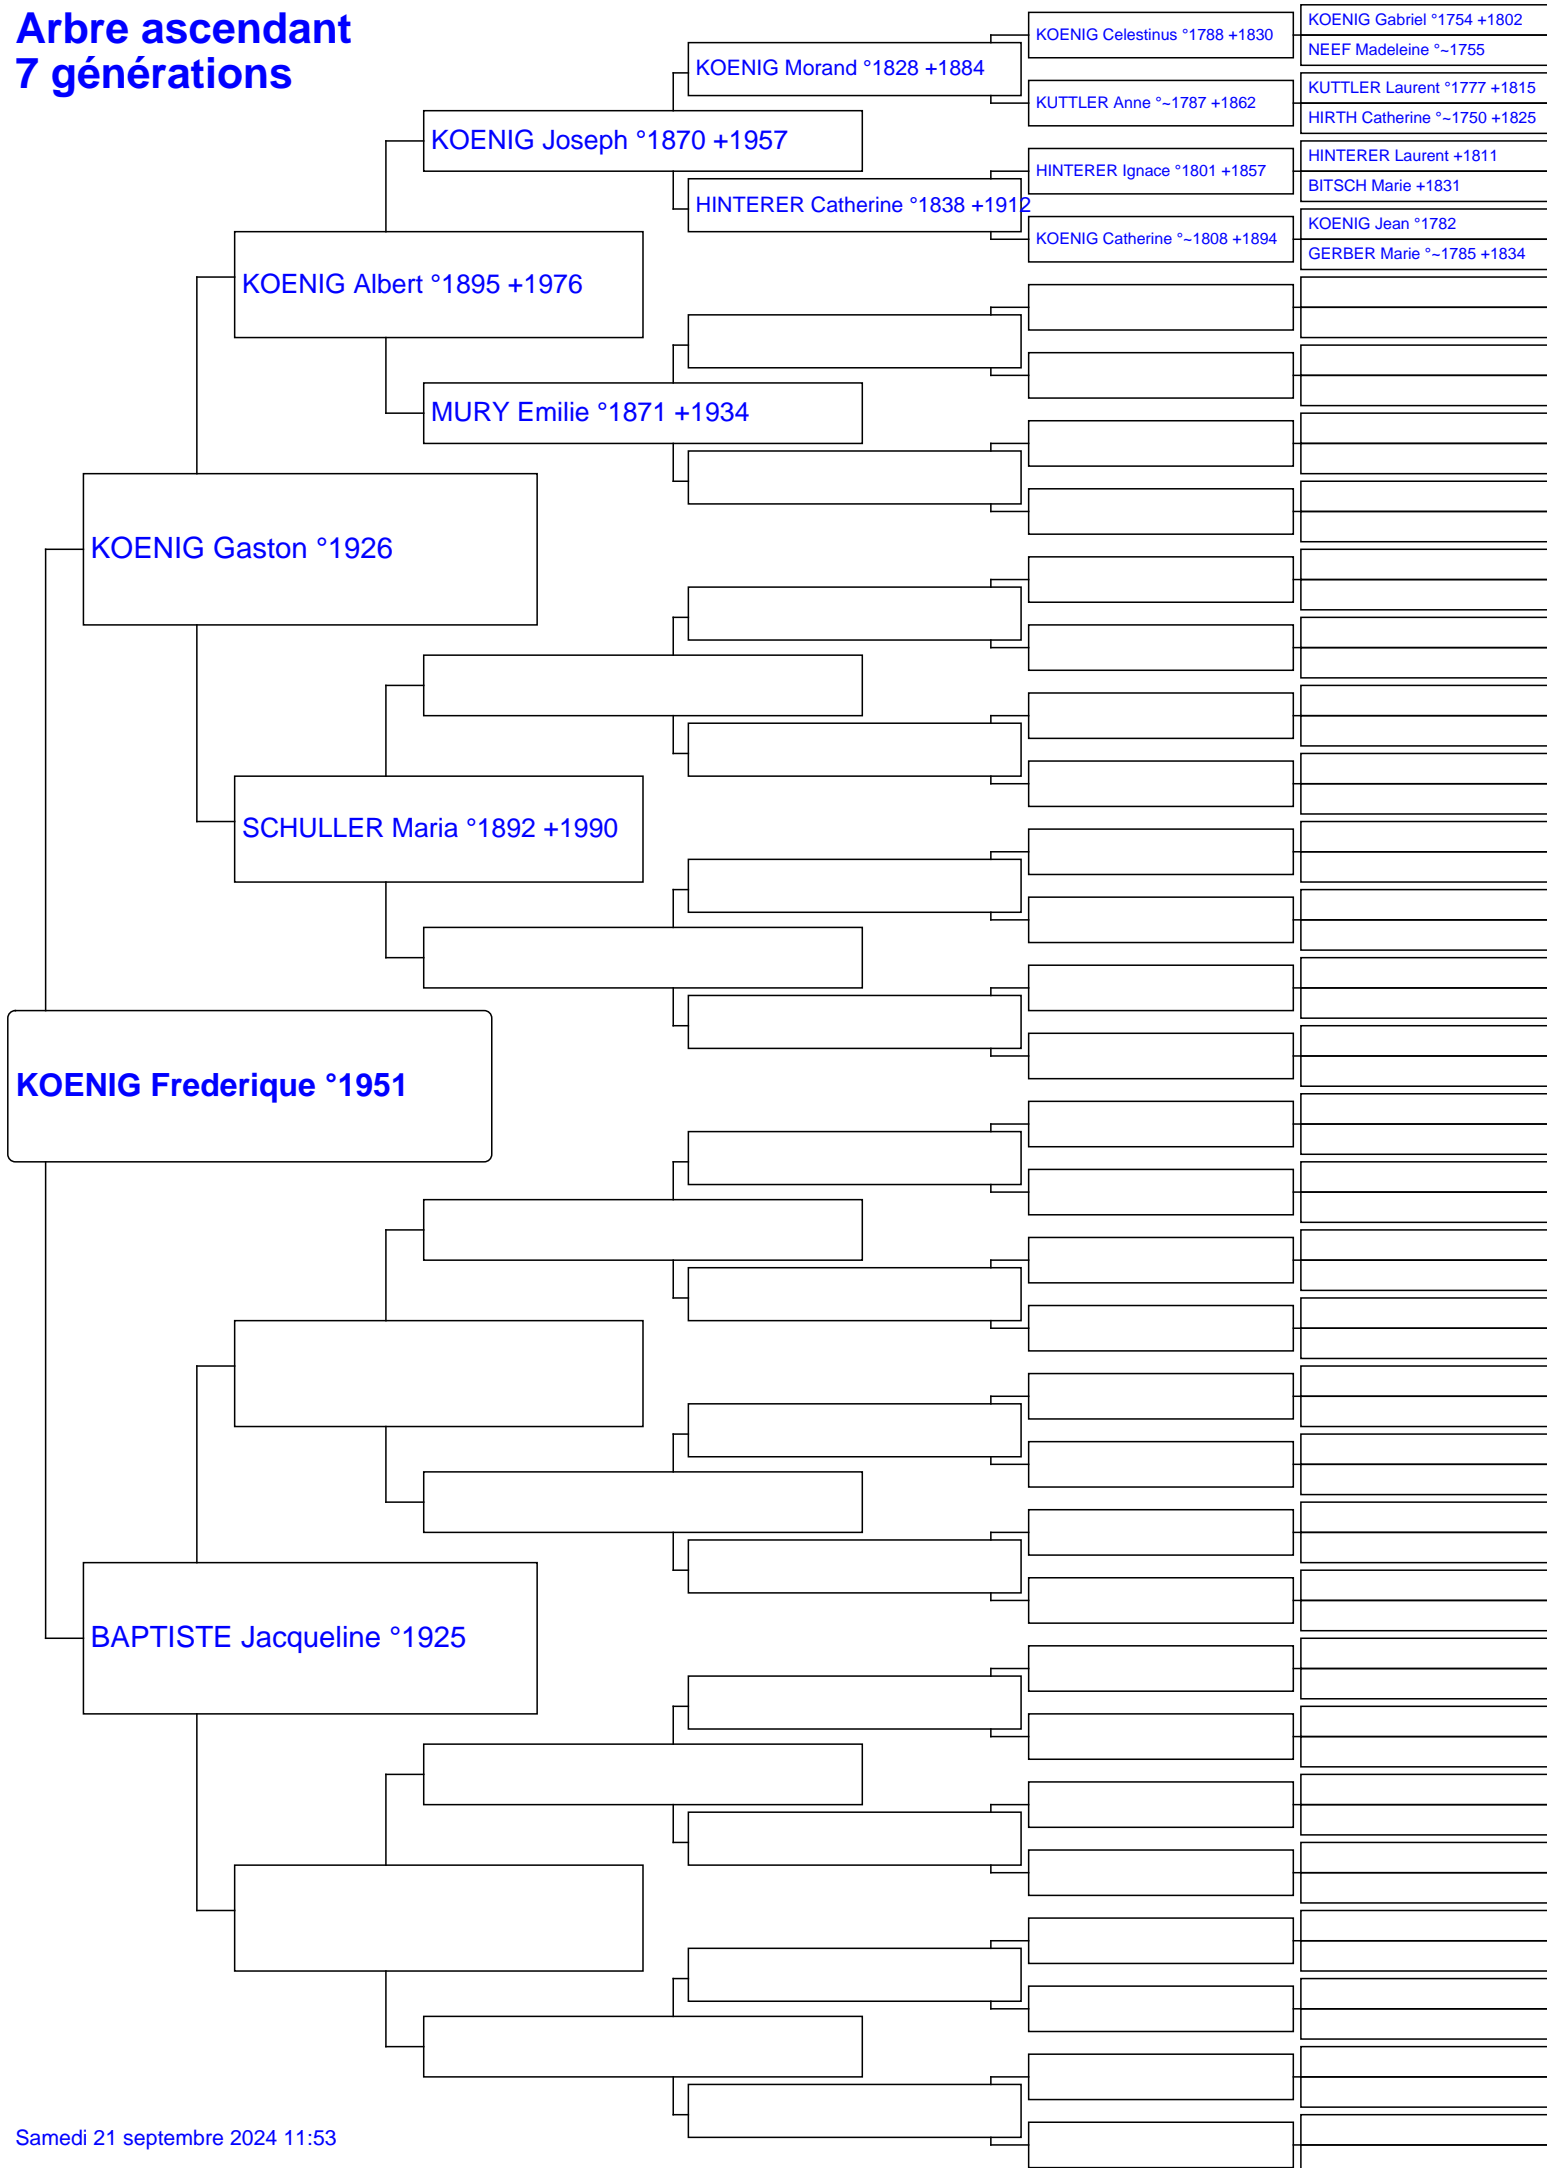 Arbre ascendant
7 générations
KOENIG Celestinus °1788 +1830
KOENIG Gabriel °1754 +1802
NEEF Madeleine °~1755
KOENIG Morand °1828 +1884
KUTTLER Anne °~1787 +1862
KUTTLER Laurent °1777 +1815
HIRTH Catherine °~1750 +1825
KOENIG Joseph °1870 +1957
HINTERER Ignace °1801 +1857
HINTERER Laurent +1811
BITSCH Marie +1831
HINTERER Catherine °1838 +1912
KOENIG Catherine °~1808 +1894
KOENIG Jean °1782
GERBER Marie °~1785 +1834
KOENIG Albert °1895 +1976
MURY Emilie °1871 +1934
KOENIG Gaston °1926
SCHULLER Maria °1892 +1990
KOENIG Frederique °1951
BAPTISTE Jacqueline °1925
Samedi 21 septembre 2024 11:53